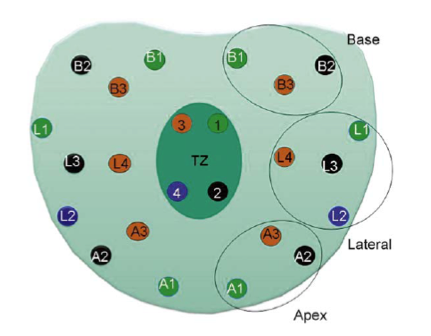 Base
B1 B1
B2 B2
B3 B3
3 1
L1 L1
TZ
L3 L4 L4 L3
4 2
L2 L2
A3 A3
Lateral
A2 A2
A1 A1
Apex